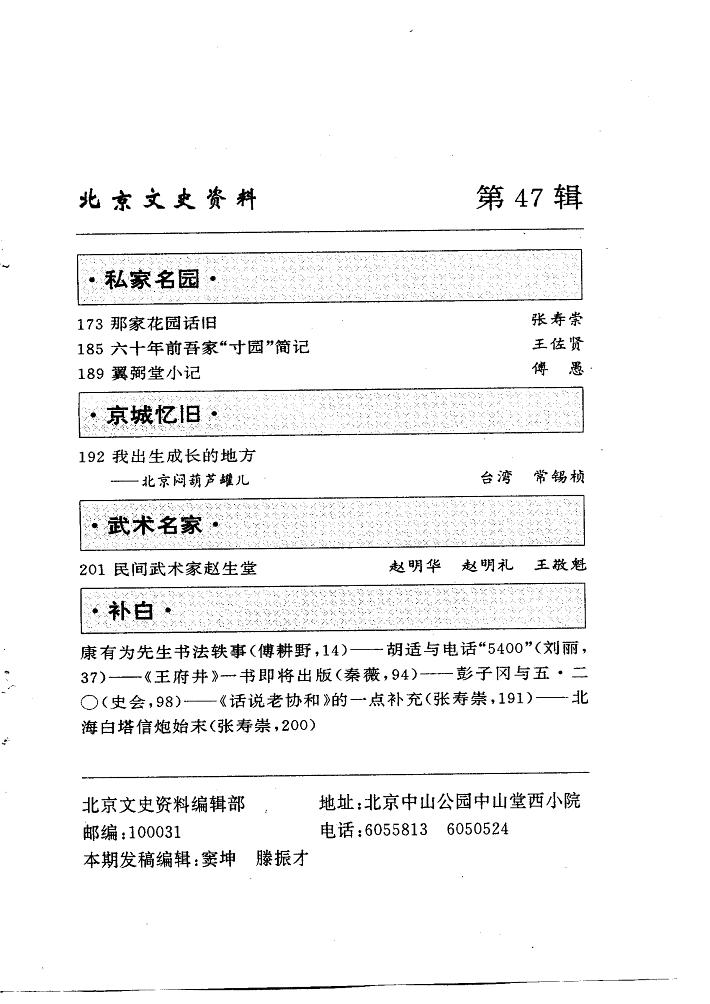 北京文史资料 第 47 辑
·私家名园·
173 那家花园话旧 张寿崇
185 六十年前吾家“寸园”简记 王佐贤
189 翼弼堂小记 傅 愚
·京城忆旧·
192 我出生成长的地方
——北京闷葫芦罐儿 台湾 常锡桢
·武术名家·
201 民间武术家赵生堂 赵明华 赵明礼 王敬魁
·补白·
康有为先生书法轶事(傅耕野,14)——胡适与电话“5400”(刘丽,
37)——《王府井》一书即将出版(秦薇,94)——彭子冈与五·二
〇(史会,98)——《话说老协和》的一点补充(张寿崇,191)——北
海白塔信炮始末(张寿崇,200)
北京文史资料编辑部 地址:北京中山公园中山堂西小院
邮编:100031 电话:6055813 6050524
本期发稿编辑:窦坤 滕振才